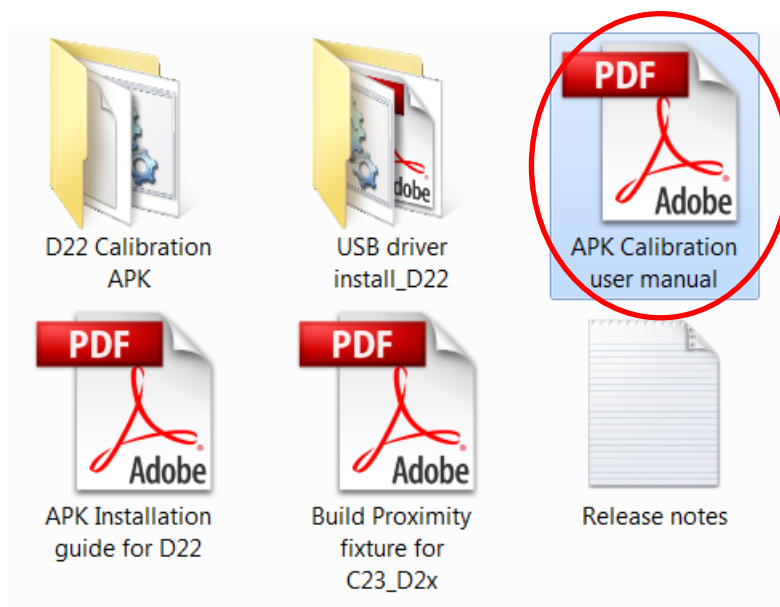 dobe
PDF
Adobe
D22 Calibration
APK
USB driver
install_D22
APK Calibration
user manual
PDF
Adobe
PDF
Adobe
APK Installation
guide for D22
Build Proximity
fixture for
C23_D2x
Release notes